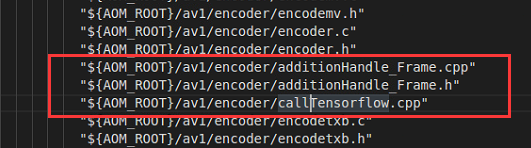 "${AOM_ROOT}/av1/encoder/encodemv.h"
"${AOM_ROOT}/av1/encoder/encoder.c"
"${AOM_ROOT}/av1/encoder/encoder.h"
"${AOM_ROOT}/av1/encoder/additionHandle_Frame.cpp"
"${AOM_ROOT}/av1/encoder/additionHandle_Frame.h"
"${AOM_ROOT}/av1/encoder/callTensorflow.cpp"
"${AOM_ROOT}/av1/encoder/encodetxb.c"
"${AOM_ROOT}/av1/encoder/encodetxb.h"